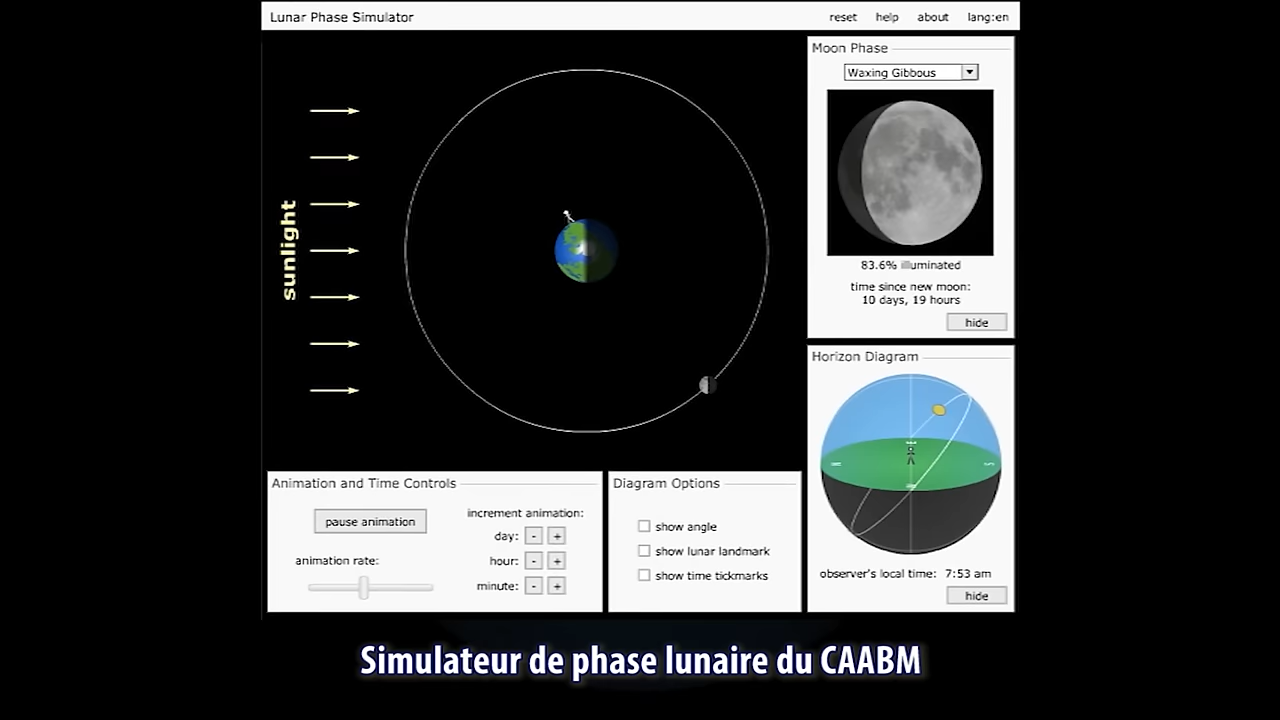 Lunar Phase Simulator
reset help about lang:en
sunlight
Moon Phase
Waxing Gibbous
83.6% illuminated
time since new moon:
10 days, 19 hours
hide
Horizon Diagram
observer's local time: 7:53 am
hide
Animation and Time Controls
pause animation
animation rate:
increment animation:
day: - +
hour: - +
minute: - +
Diagram Options
show angle
show lunar landmark
show time tickmarks
Simulateur de phase lunaire du CAABM